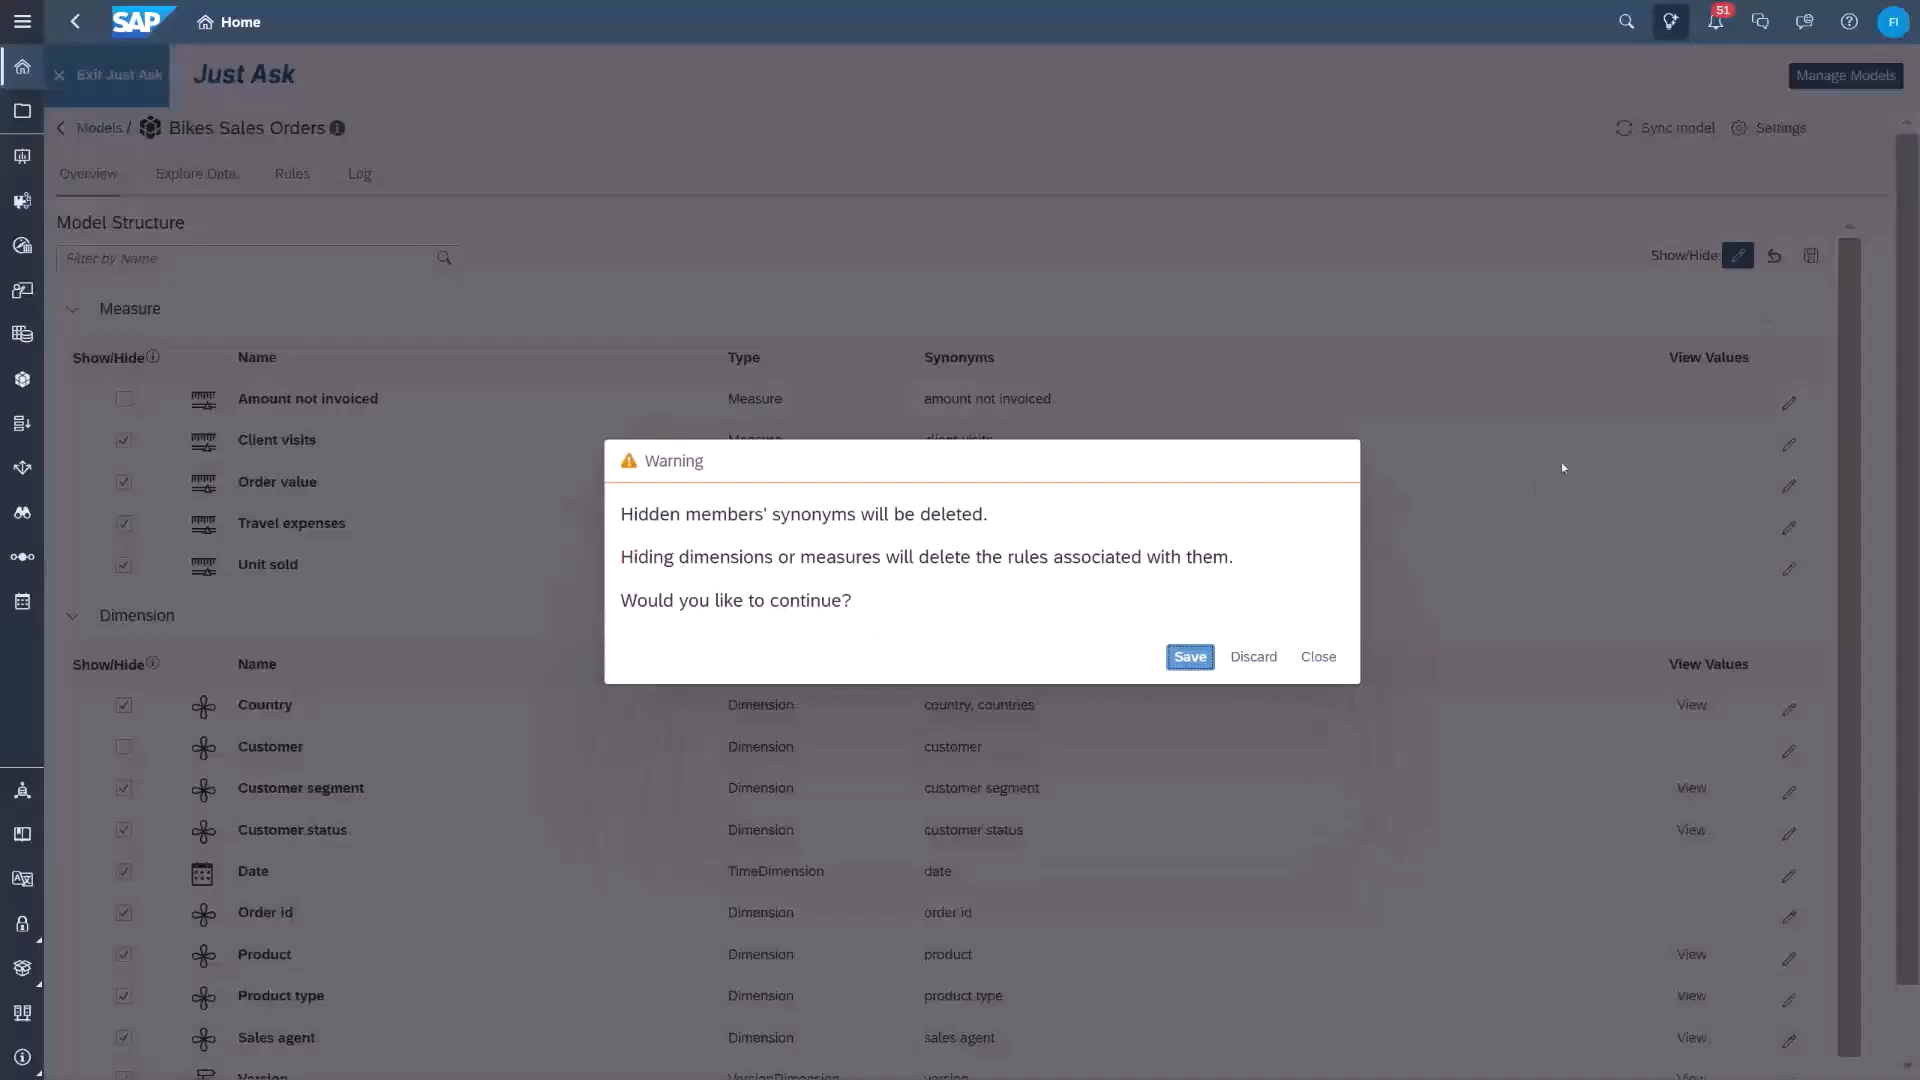 SAP
Home
51
FI
Exit Just Ask
Just Ask
Manage Models
Models /
Bikes Sales Orders
Sync model
Settings
Overview
Explore Data
Rules
Log
Model Structure
Filter by Name
Show/Hide:
Measure
Show/Hide Name Type Synonyms View Values
Amount not invoiced Measure amount not invoiced
Client visits Measure client visits
Order value
Travel expenses
Unit sold
Warning
Hidden members' synonyms will be deleted.
Hiding dimensions or measures will delete the rules associated with them.
Would you like to continue?
Save Discard Close
Dimension
Show/Hide Name View Values
Country Dimension country, countries View
Customer Dimension customer
Customer segment Dimension customer segment View
Customer status Dimension customer status View
Date TimeDimension date
Order id Dimension order id
Product Dimension product View
Product type Dimension product type View
Sales agent Dimension sales agent View
Version VersionDimension version View